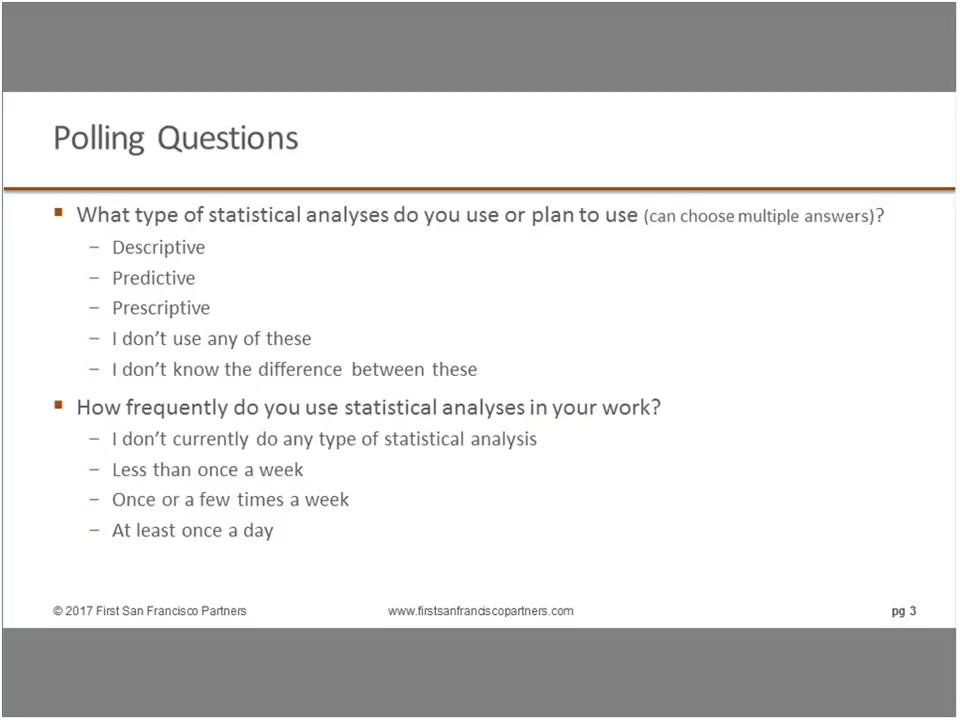 Polling Questions
What type of statistical analyses do you use or plan to use (can choose multiple answers)?
– Descriptive
– Predictive
– Prescriptive
– I don’t use any of these
– I don’t know the difference between these
How frequently do you use statistical analyses in your work?
– I don’t currently do any type of statistical analysis
– Less than once a week
– Once or a few times a week
– At least once a day
© 2017 First San Francisco Partners www.firstsanfranciscopartners.com pg 3